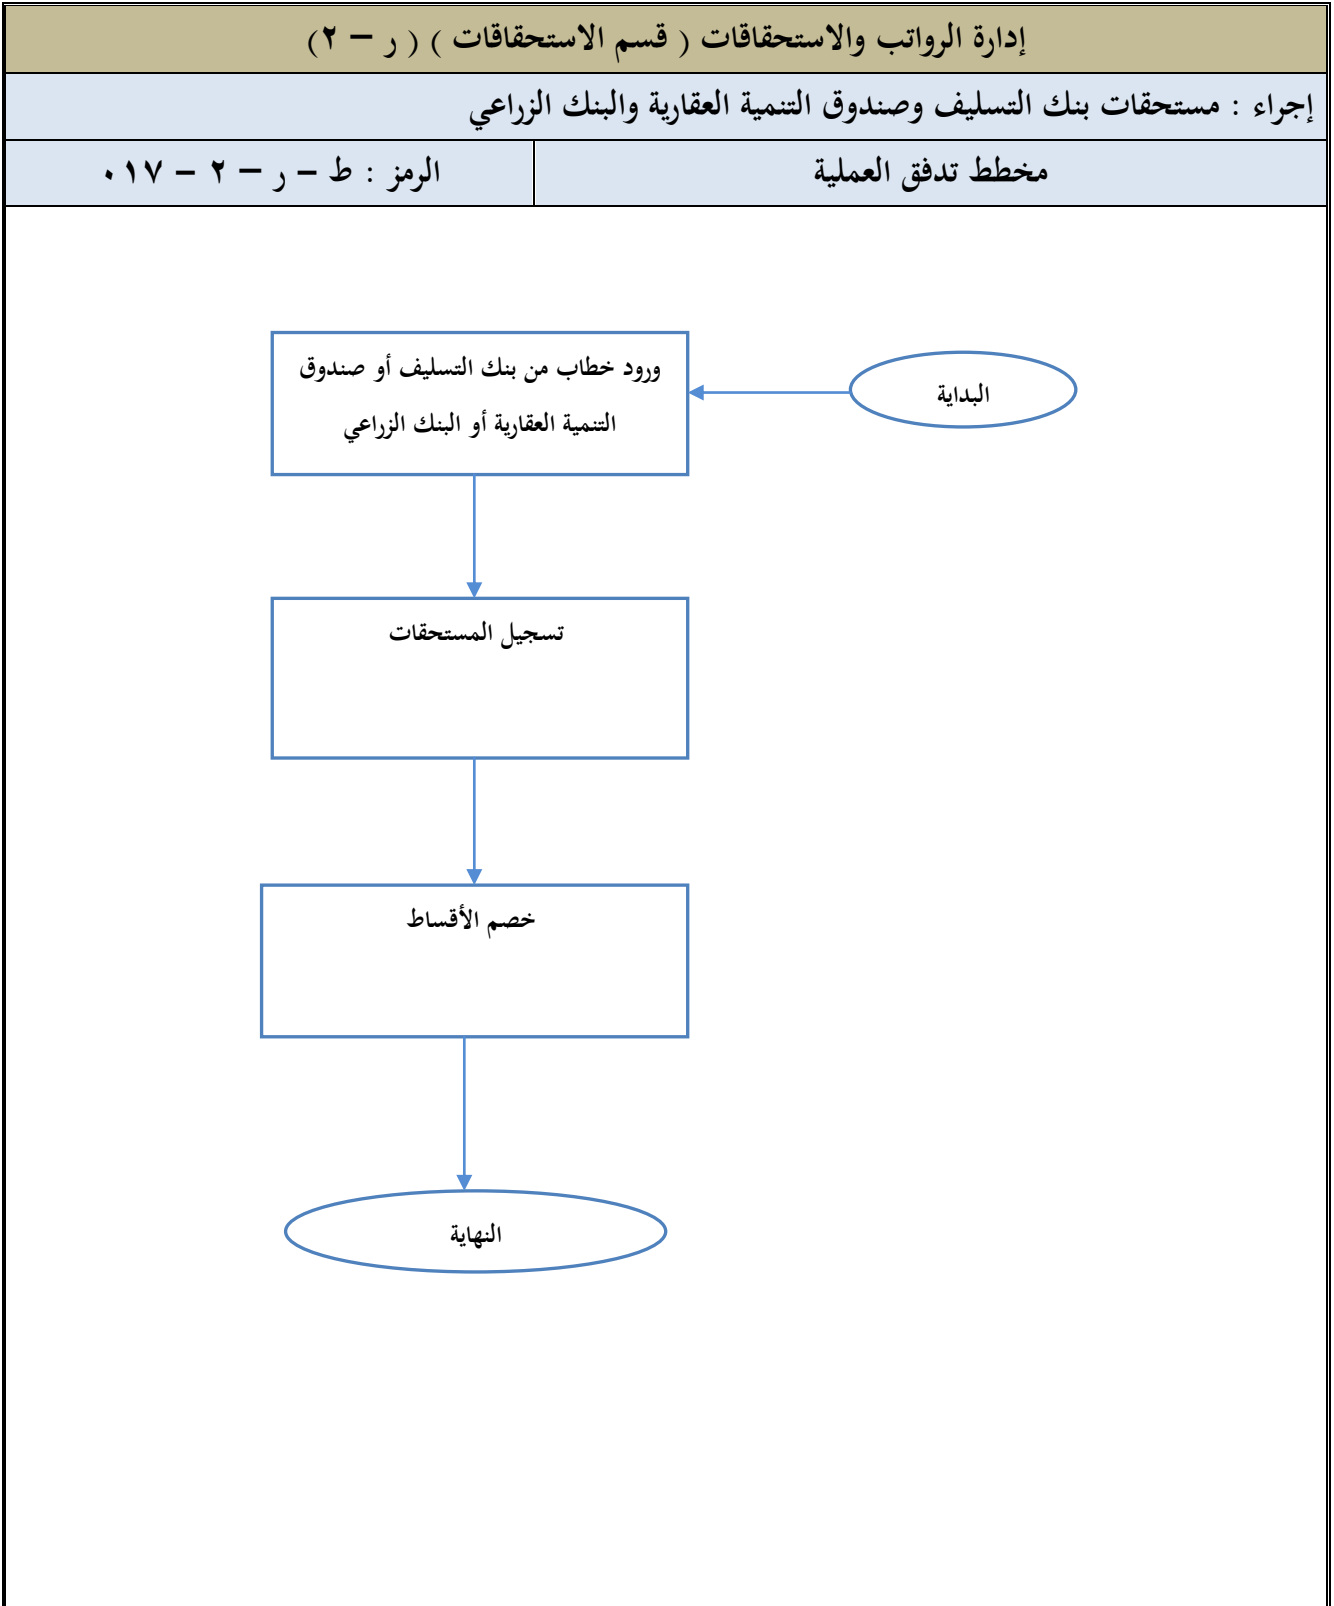 إدارة الرواتب والاستحقاقات ( قسم الاستحقاقات ) ( ر – ٢)
إجراء : مستحقات بنك التسليف وصندوق التنمية العقارية والبنك الزراعي
مخطط تدفق العملية
الرمز : ط – ر – ٢ – ٠١٧
البداية
ورود خطاب من بنك التسليف أو صندوق
التنمية العقارية أو البنك الزراعي
تسجيل المستحقات
خصم الأقساط
النهاية